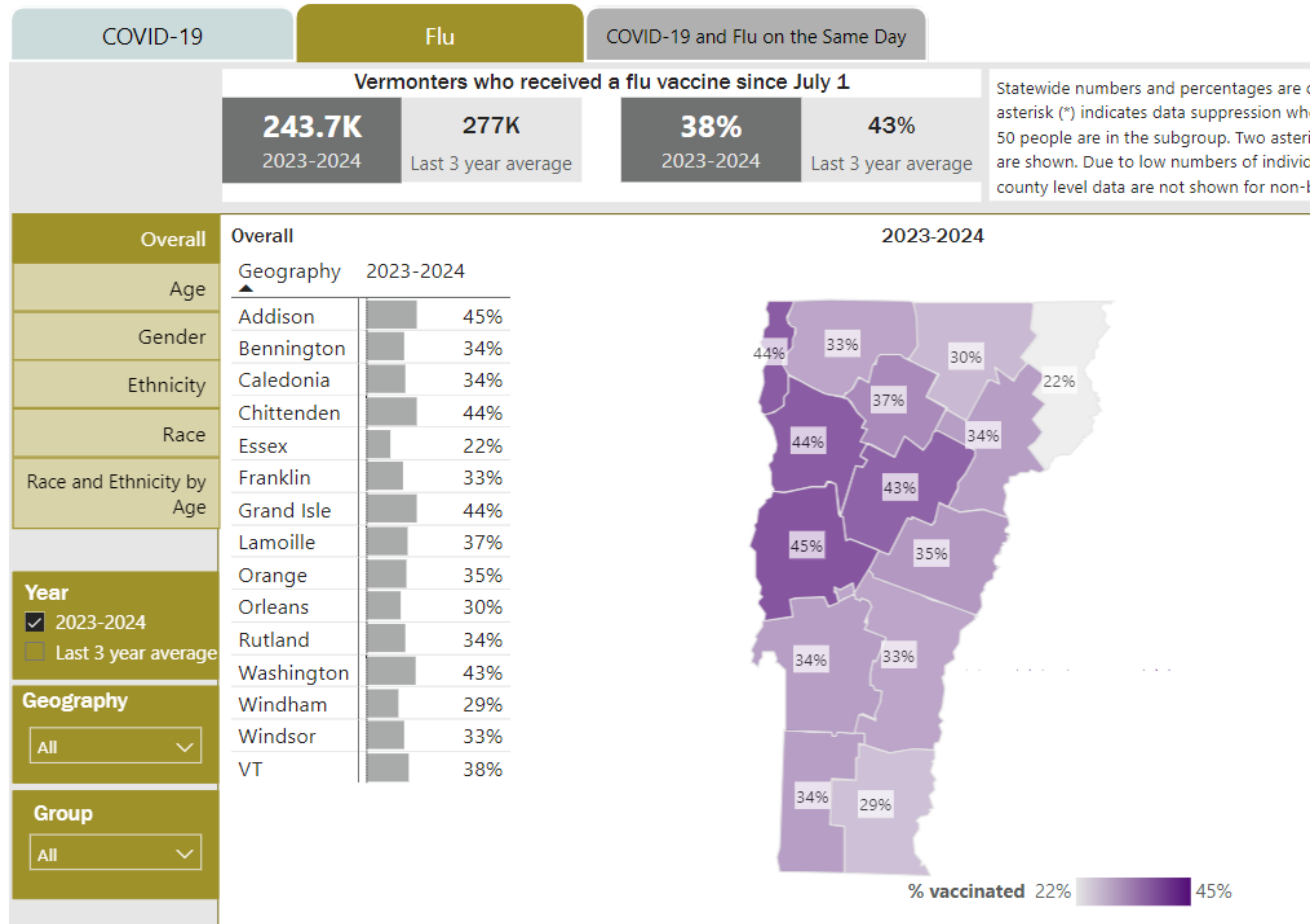 COVID-19
Flu
COVID-19 and Flu on the Same Day
Vermonters who received a flu vaccine since July 1
243.7K
2023-2024
277K
Last 3 year average
38%
2023-2024
43%
Last 3 year average
Statewide numbers and percentages are
asterisk (*) indicates data suppression
50 people are in the subgroup. Two
are shown. Due to low numbers of
county level data are not shown for
Overall
Age
Gender
Ethnicity
Race
Race and Ethnicity by
Age
Year
2023-2024
Last 3 year average
Geography
All
Group
All
Overall
Geography 2023-2024
Addison 45%
Bennington 34%
Caledonia 34%
Chittenden 44%
Essex 22%
Franklin 33%
Grand Isle 44%
Lamoille 37%
Orange 35%
Orleans 30%
Rutland 34%
Washington 43%
Windham 29%
Windsor 33%
VT 38%
2023-2024
44%
33%
30%
22%
37%
34%
44%
43%
45%
35%
34%
33%
34%
29%
% vaccinated 22% 45%